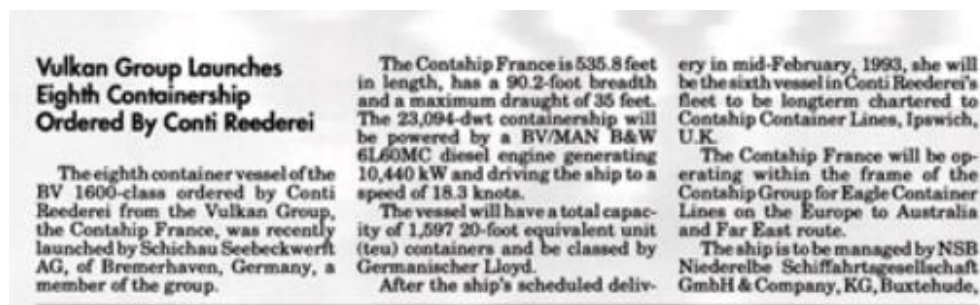 Vulkan Group Launches
Eighth Containership
Ordered By Conti Reederei
The eighth container vessel of the
BV 1600-class ordered by Conti
Reederei from the Vulkan Group,
the Contship France, was recently
launched by Schichau Seebeckwerft
AG, of Bremerhaven, Germany, a
member of the group.
The Contship France is 535.8 feet
in length, has a 90.2-foot breadth
and a maximum draught of 35 feet.
The 23,094-dwt containership will
be powered by a BV/MAN B&W
6L60MC diesel engine generating
10,440 kW and driving the ship to a
speed of 18.3 knots.
The vessel will have a total capac-
ity of 1,597 20-foot equivalent unit
(teu) containers and be classed by
Germanischer Lloyd.
After the ship's scheduled deliv-
ery in mid-February, 1993, she will
be the sixth vessel in Conti Reederei's
fleet to be longterm chartered to
Contship Container Lines, Ipswich,
U.K.
The Contship France will be op-
erating within the frame of the
Contship Group for Eagle Container
Lines on the Europe to Australia
and Far East route.
The ship is to be managed by NSB
Niederelbe Schiffahrtsgesellschaft
GmbH & Company, KG, Buxtehude,